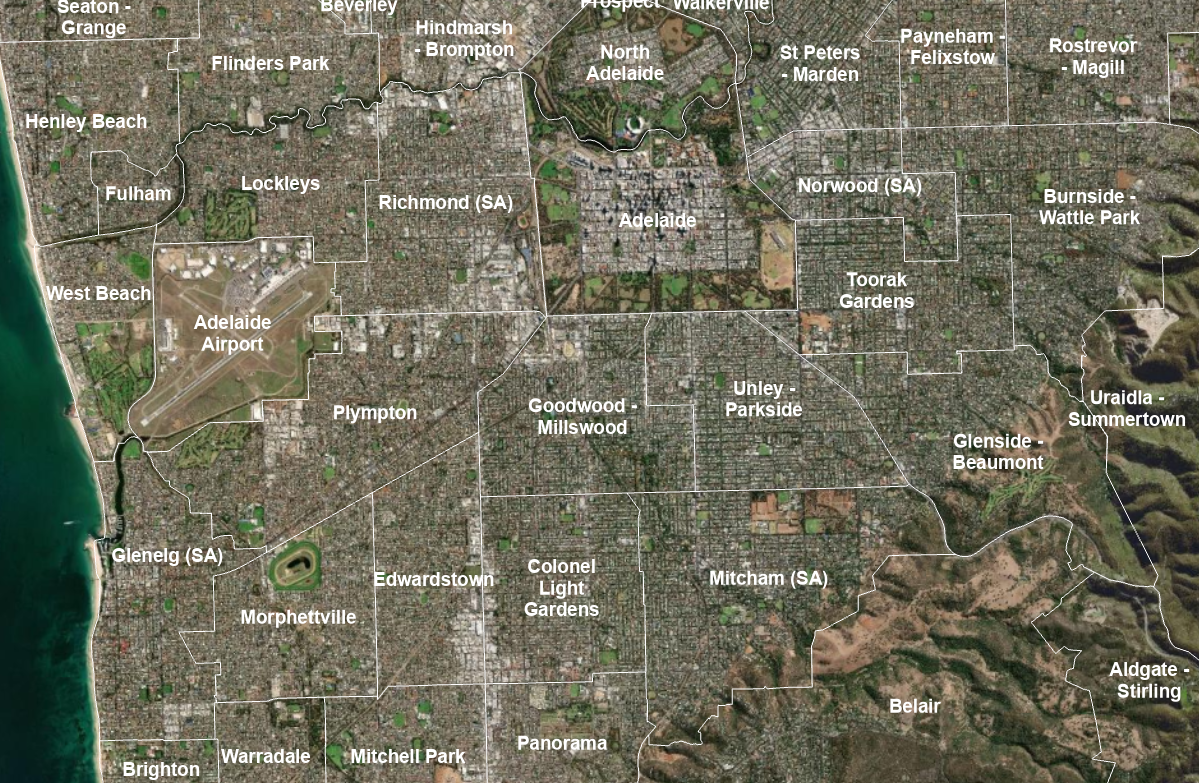 Seaton -
Grange
Beverley
Hindmarsh
- Brompton
Prospect
Walkerville
Flinders Park
North
Adelaide
St Peters
- Marden
Payneham -
Felixstow
Rostrevor
- Magill
Henley Beach
Fulham
Lockleys
Richmond (SA)
Adelaide
Norwood (SA)
Burnside -
Wattle Park
West Beach
Adelaide
Airport
Toorak
Gardens
Plympton
Goodwood -
Millswood
Unley -
Parkside
Glenside -
Beaumont
Uraidla -
Summertown
Glenelg (SA)
Morphettville
Edwardstown
Colonel
Light
Gardens
Mitcham (SA)
Belair
Aldgate -
Stirling
Brighton
Warradale
Mitchell Park
Panorama